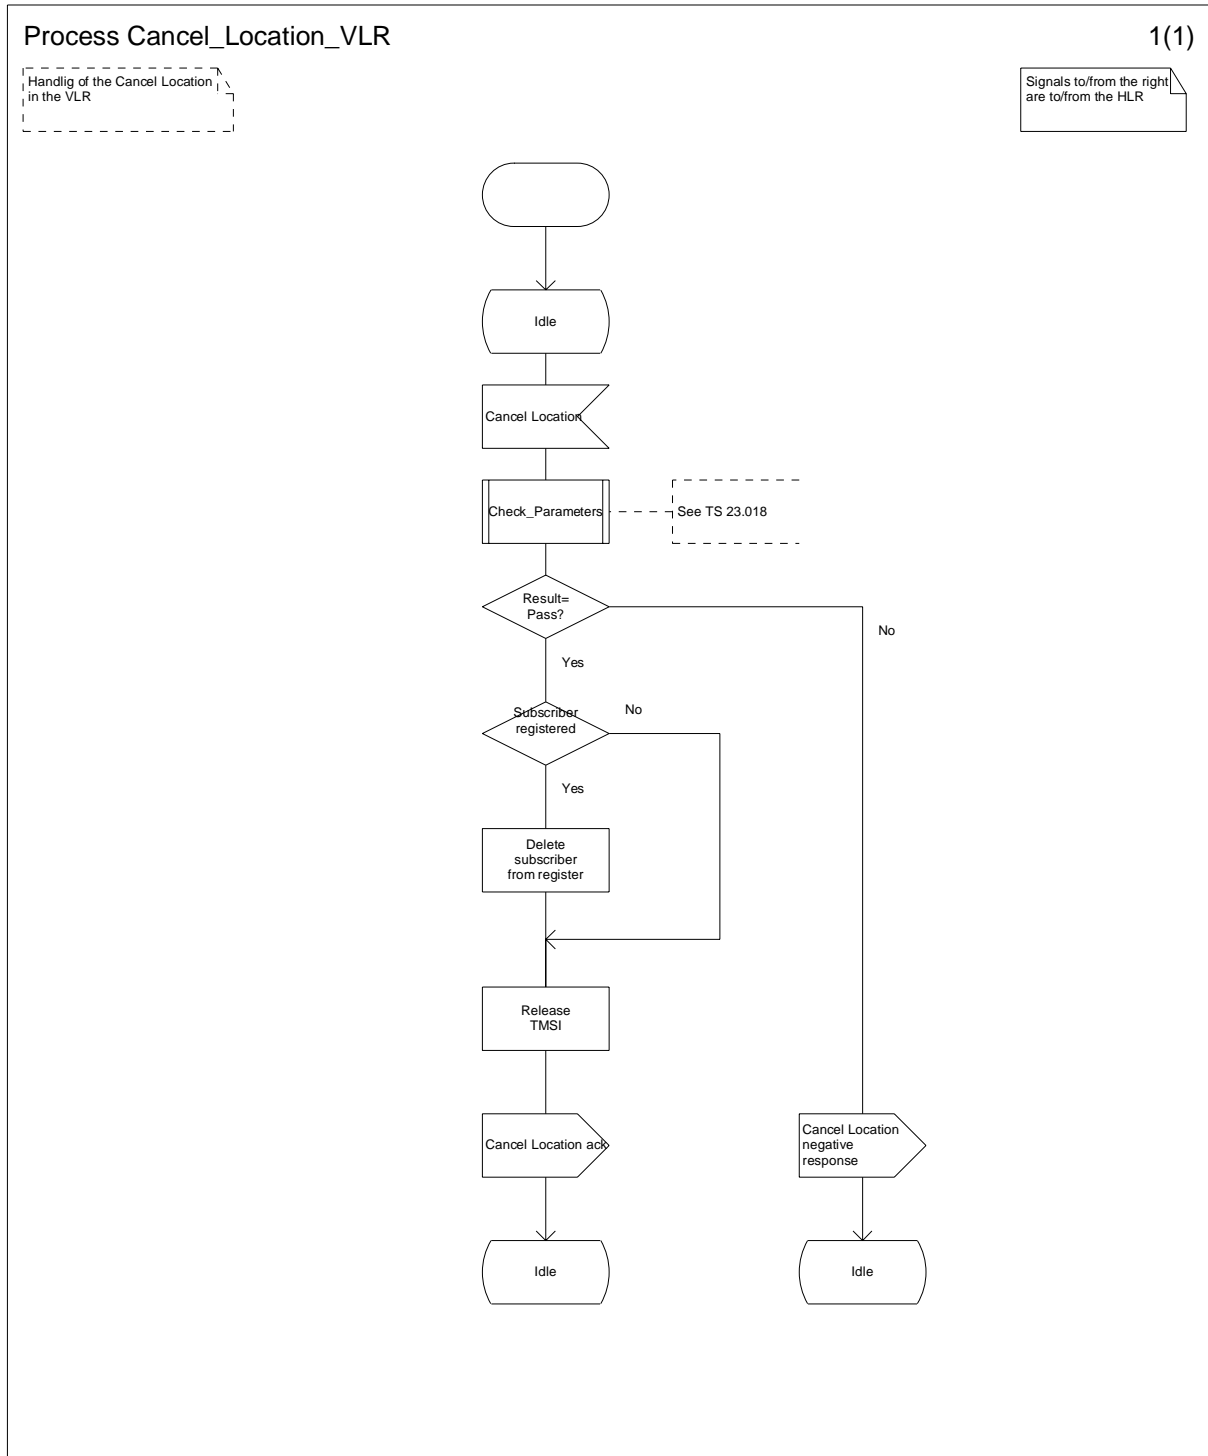 Process Cancel_Location_VLR
1(1)
Handlig of the Cancel Location
in the VLR
Signals to/from the right
are to/from the HLR
Idle
Cancel Location
Check_Parameters
See TS 23.018
Result=
Pass?
No
Yes
Subscriber
registered
No
Yes
Delete
subscriber
from register
Release
TMSI
Cancel Location ack
Cancel Location
negative
response
Idle
Idle